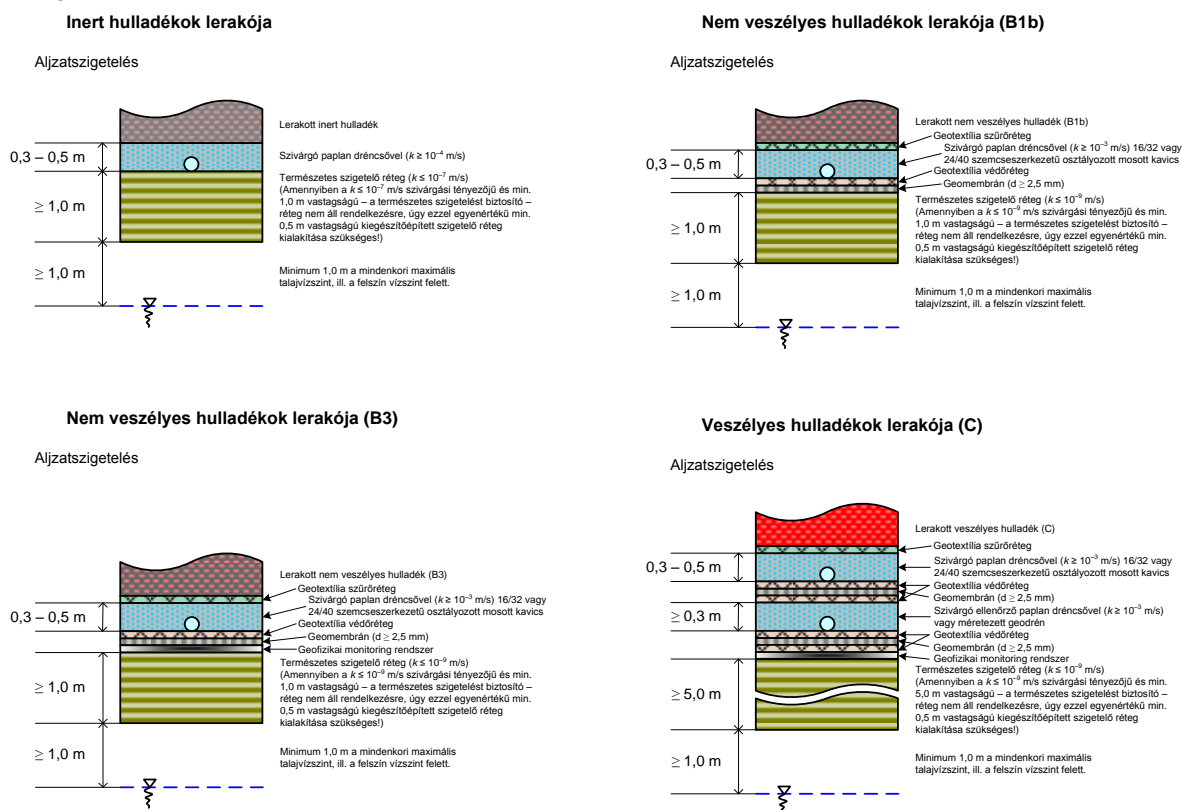 Inert hulladékok lerakója
Aljzatszigetelés
Lerakott inert hulladék
0,3 – 0,5 m
Szivárgó paplan dréncsővel (k ≥ 10⁻⁴ m/s)
Természetes szigetelő réteg (k ≤ 10⁻⁷ m/s)
(Amennyiben a k ≤ 10⁻⁷ m/s szivárgási tényezőjű és min.
1,0 m vastagságú – a természetes szigetelést biztosító –
réteg nem áll rendelkezésre, úgy ezzel egyenértékű min.
0,5 m vastagságú kiegészítőépített szigetelő réteg
kialakítása szükséges!)
≥ 1,0 m
≥ 1,0 m
Minimum 1,0 m a mindenkori maximális
talajvízszint, ill. a felszín vízszint felett.
Nem veszélyes hulladékok lerakója (B1b)
Aljzatszigetelés
Lerakott nem veszélyes hulladék (B1b)
Geotextília szűrőréteg
Szivárgó paplan dréncsővel (k ≥ 10⁻³ m/s) 16/32 vagy
24/40 szemcseszerkezetű osztályozott mosott kavics
0,3 – 0,5 m
Geotextília védőréteg
Geomembrán (d ≥ 2,5 mm)
Természetes szigetelő réteg (k ≤ 10⁻⁹ m/s)
(Amennyiben a k ≤ 10⁻⁹ m/s szivárgási tényezőjű és min.
1,0 m vastagságú – a természetes szigetelést biztosító –
réteg nem áll rendelkezésre, úgy ezzel egyenértékű min.
0,5 m vastagságú kiegészítőépített szigetelő réteg
kialakítása szükséges!)
≥ 1,0 m
≥ 1,0 m
Minimum 1,0 m a mindenkori maximális
talajvízszint, ill. a felszín vízszint felett.
Nem veszélyes hulladékok lerakója (B3)
Aljzatszigetelés
Lerakott nem veszélyes hulladék (B3)
Geotextília szűrőréteg
Szivárgó paplan dréncsővel (k ≥ 10⁻³ m/s) 16/32 vagy
24/40 szemcseszerkezetű osztályozott mosott kavics
0,3 – 0,5 m
Geotextília védőréteg
Geomembrán (d ≥ 2,5 mm)
Geofizikai monitoring rendszer
Természetes szigetelő réteg (k ≤ 10⁻⁹ m/s)
(Amennyiben a k ≤ 10⁻⁹ m/s szivárgási tényezőjű és min.
1,0 m vastagságú – a természetes szigetelést biztosító –
réteg nem áll rendelkezésre, úgy ezzel egyenértékű min.
0,5 m vastagságú kiegészítőépített szigetelő réteg
kialakítása szükséges!)
≥ 1,0 m
≥ 1,0 m
Minimum 1,0 m a mindenkori maximális
talajvízszint, ill. a felszín vízszint felett.
Veszélyes hulladékok lerakója (C)
Aljzatszigetelés
Lerakott veszélyes hulladék (C)
Geotextília szűrőréteg
Szivárgó paplan dréncsővel (k ≥ 10⁻³ m/s) 16/32 vagy
24/40 szemcseszerkezetű osztályozott mosott kavics
0,3 – 0,5 m
Geotextília védőréteg
Geomembrán (d ≥ 2,5 mm)
Szivárgó ellenőrző paplan dréncsővel (k ≥ 10⁻³ m/s)
vagy méretezett geodrén
≥ 0,3 m
Geotextília védőréteg
Geomembrán (d ≥ 2,5 mm)
Geofizikai monitoring rendszer
Természetes szigetelő réteg (k ≤ 10⁻⁹ m/s)
(Amennyiben a k ≤ 10⁻⁹ m/s szivárgási tényezőjű és min.
5,0 m vastagságú – a természetes szigetelést biztosító –
réteg nem áll rendelkezésre, úgy ezzel egyenértékű min.
0,5 m vastagságú kiegészítőépített szigetelő réteg
kialakítása szükséges!)
≥ 5,0 m
≥ 1,0 m
Minimum 1,0 m a mindenkori maximális
talajvízszint, ill. a felszín vízszint felett.